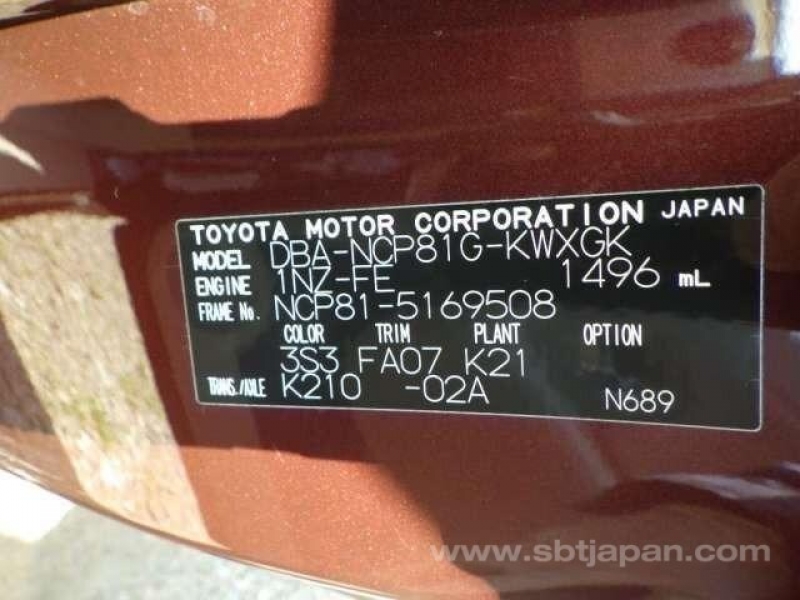 TOYOTA MOTOR CORPORATION JAPAN
MODEL DBA-NCP81G-KWXGK
ENGINE 1NZ-FE 1496 mL
FRAME No. NCP81-5169508
COLOR TRIM PLANT OPTION
3S3 FA07 K21
TRANS./AXLE K210 -02A N689
www.sbtjapan.com